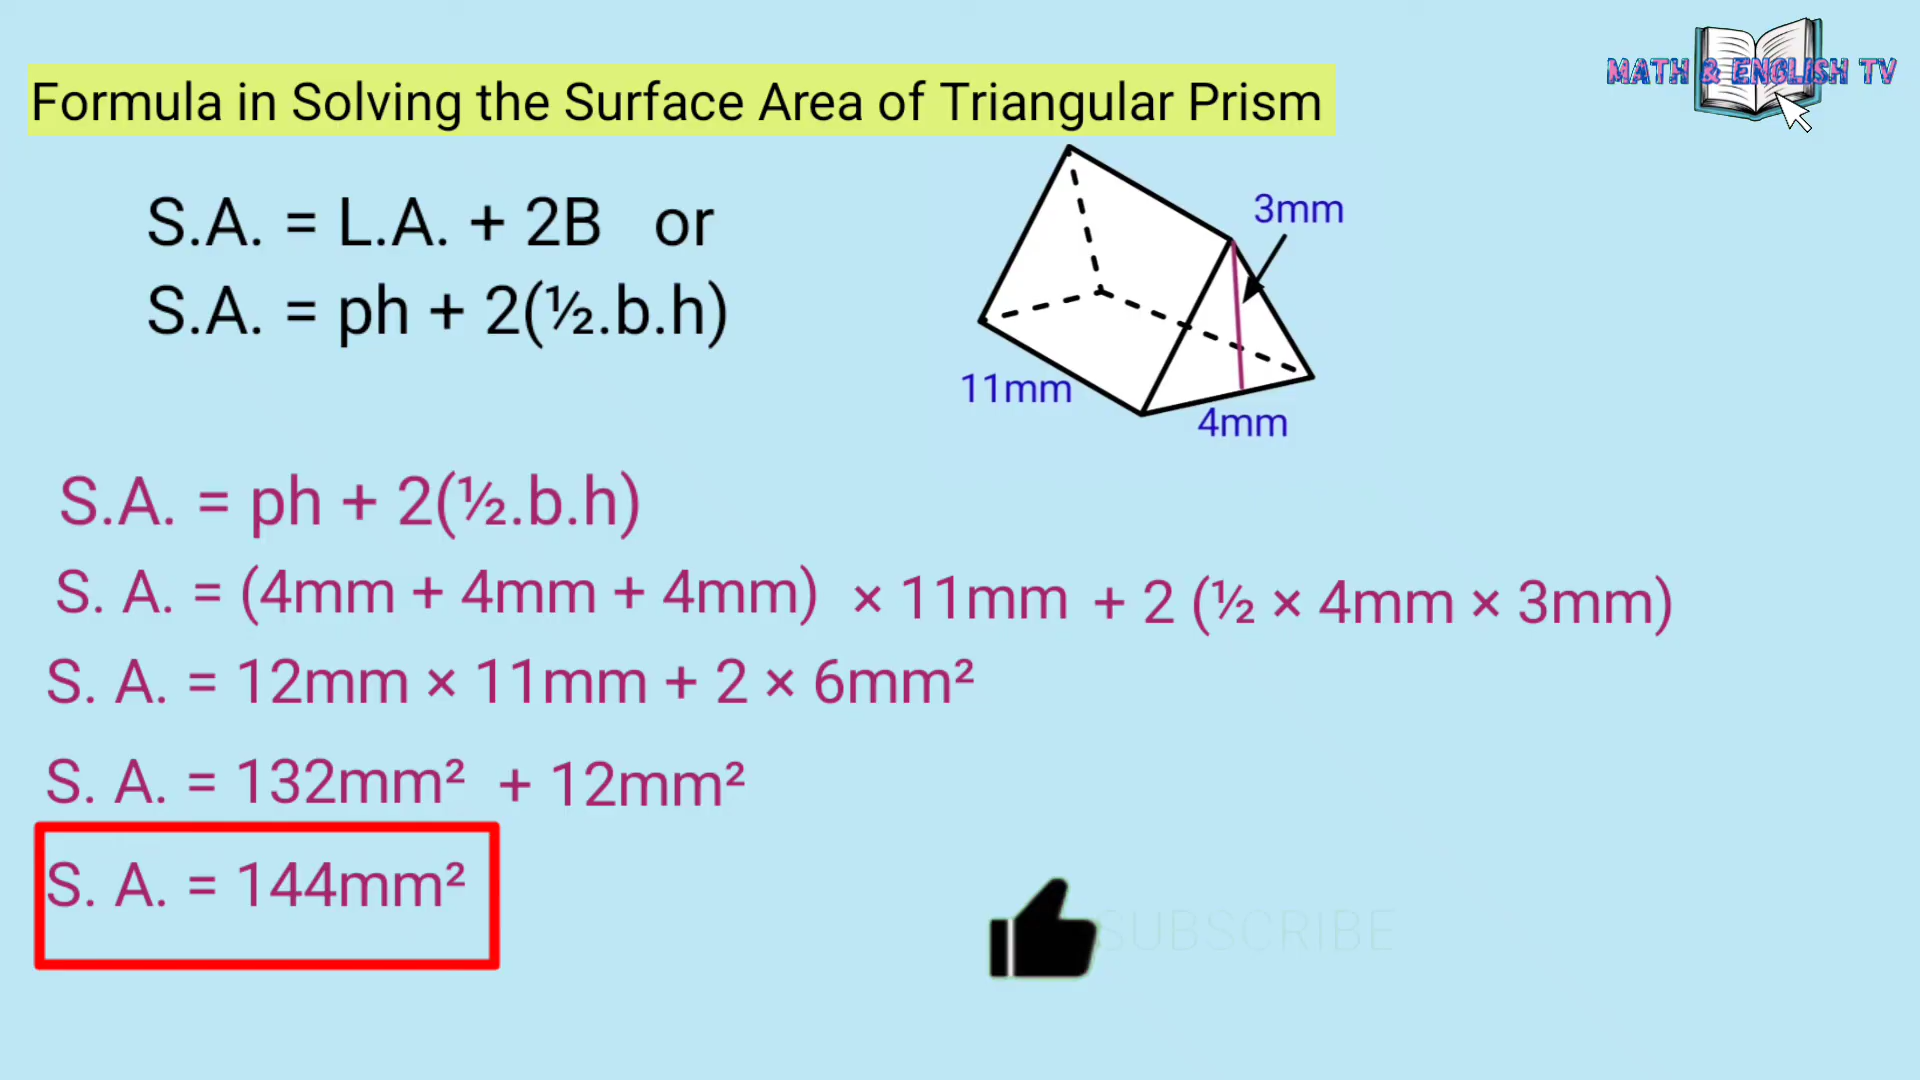 MATH & ENGLISH TV
Formula in Solving the Surface Area of Triangular Prism
S.A. = L.A. + 2B or
S.A. = ph + 2(½.b.h)
3mm
11mm
4mm
S.A. = ph + 2(½.b.h)
S. A. = (4mm + 4mm + 4mm) × 11mm + 2 (½ × 4mm × 3mm)
S. A. = 12mm × 11mm + 2 × 6mm²
S. A. = 132mm² + 12mm²
S. A. = 144mm²
SUBSCRIBE